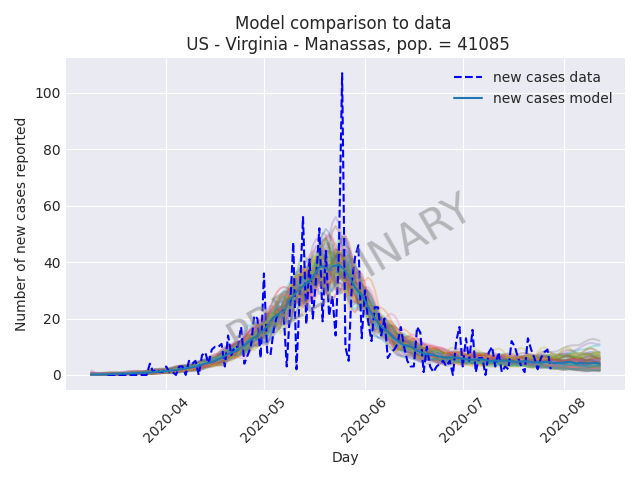 Model comparison to data
US - Virginia - Manassas, pop. = 41085
Number of new cases reported
100
80
60
40
20
0
new cases data
new cases model
PRELIMINARY
2020-04
2020-05
2020-06
2020-07
2020-08
Day